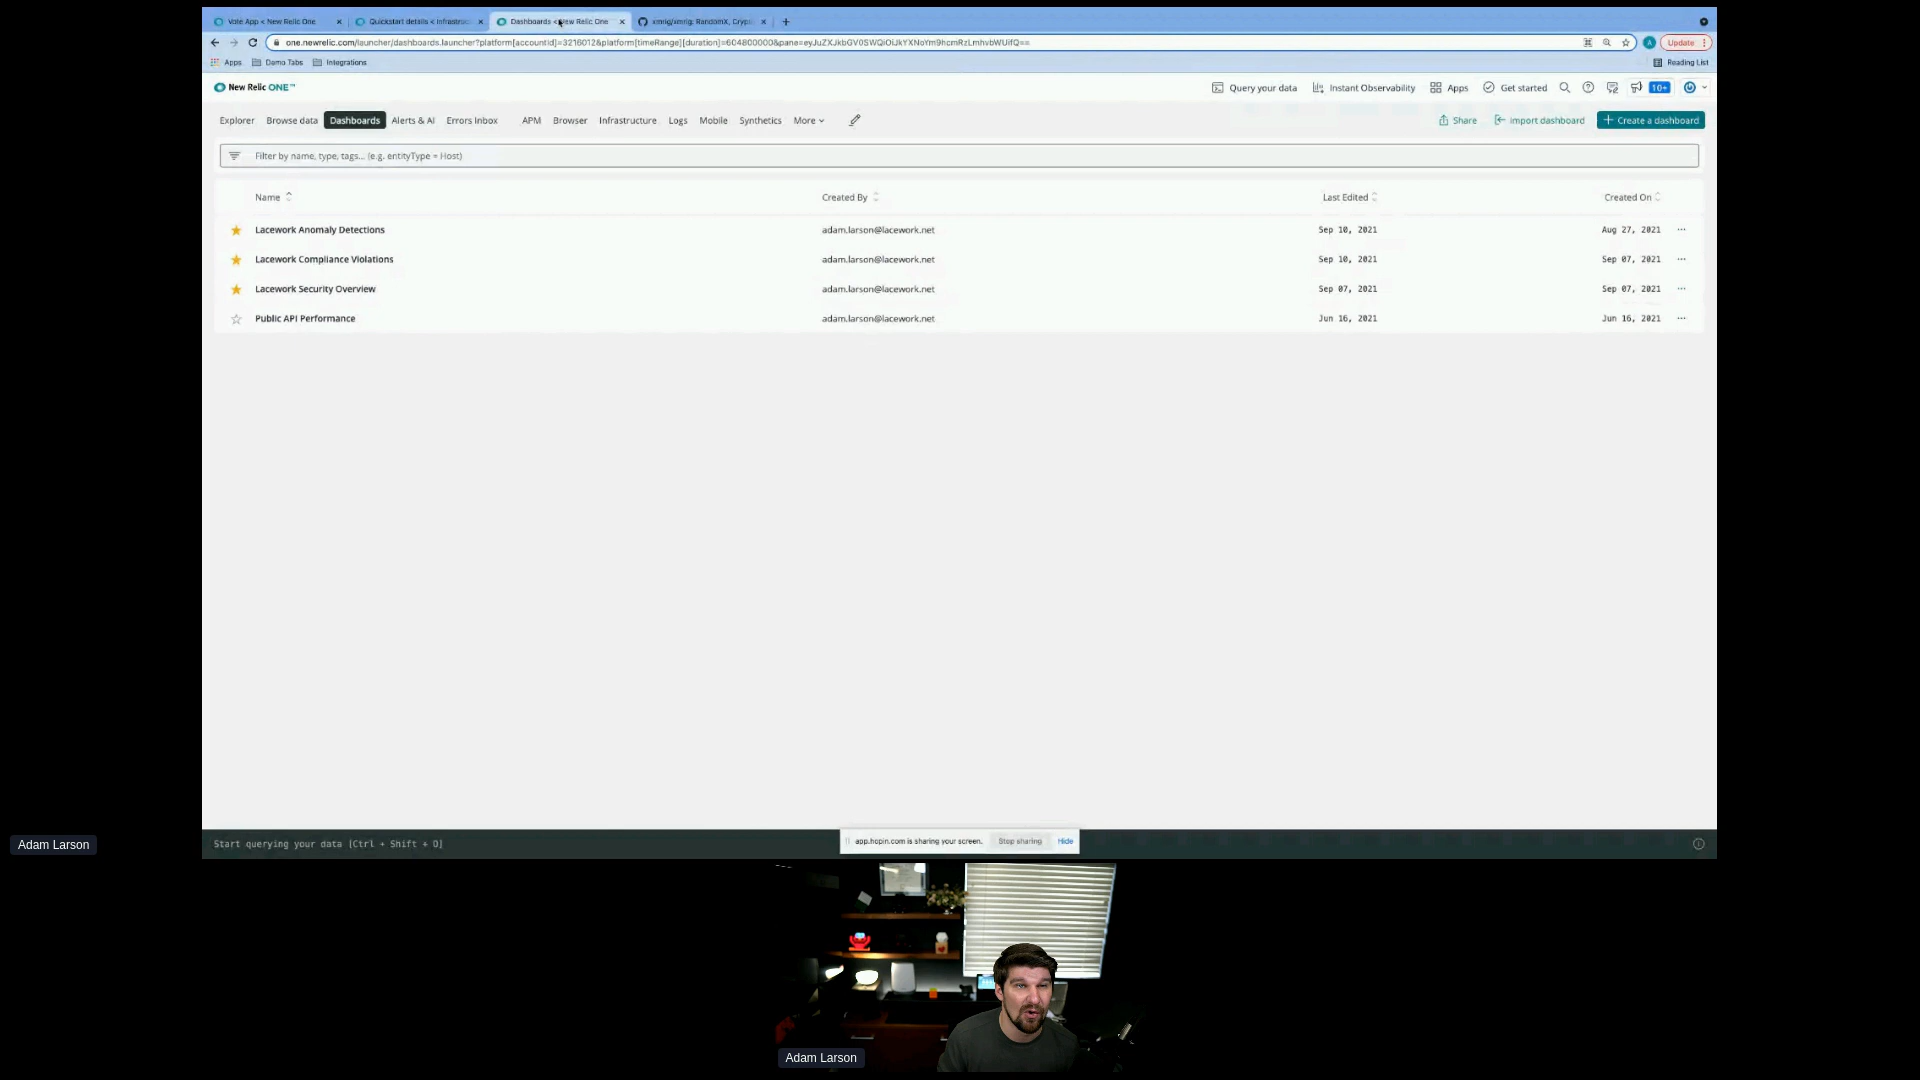 Vote App < New Relic One
Quickstart details < Infrastruc
Dashboards < New Relic One
xmrig/xmrig: RandomX, Crypt
one.newrelic.com/launcher/dashboards.launcher?platform[accountId]=3216012&platform[timeRange][duration]=604800000&pane=
Update
Apps
Damo Tabs
Integrations
Reading List
New Relic ONE™
Query your data
Instant Observability
Apps
Get started
10+
Explorer
Browse data
Dashboards
Alerts & AI
Errors Inbox
APM
Browser
Infrastructure
Logs
Mobile
Synthetics
More
Share
Import dashboard
+ Create a dashboard
Filter by name, type, tags... (e.g. entityType = Host)
Name
Created By
Last Edited
Created On
Lacework Anomaly Detections
adam.larson@lacework.net
Sep 10, 2021
Aug 27, 2021
Lacework Compliance Violations
adam.larson@lacework.net
Sep 10, 2021
Sep 07, 2021
Lacework Security Overview
adam.larson@lacework.net
Sep 07, 2021
Sep 07, 2021
Public API Performance
adam.larson@lacework.net
Jun 16, 2021
Jun 16, 2021
Start querying your data [Ctrl + Shift + O]
app.hopin.com is sharing your screen.
Stop sharing
Hide
Adam Larson
Adam Larson